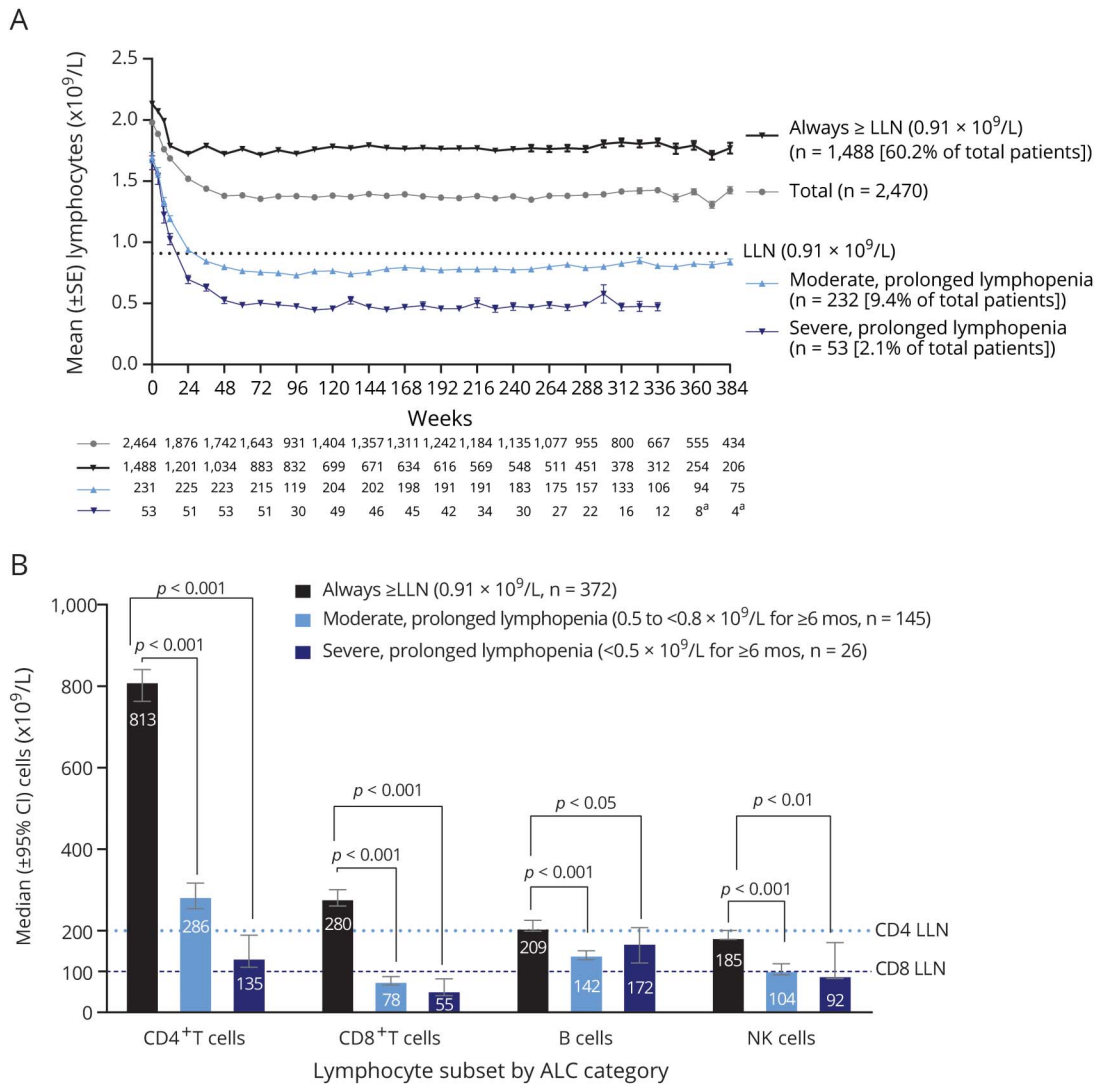 A
Mean (±SE) lymphocytes (x10⁹/L)
2.5
2.0
1.5
1.0
0.5
0.0
0 24 48 72 96 120 144 168 192 216 240 264 288 312 336 360 384
Weeks
Always ≥ LLN (0.91 × 10⁹/L)
(n = 1,488 [60.2% of total patients])
Total (n = 2,470)
LLN (0.91 × 10⁹/L)
Moderate, prolonged lymphopenia
(n = 232 [9.4% of total patients])
Severe, prolonged lymphopenia
(n = 53 [2.1% of total patients])
2,464 1,876 1,742 1,643 931 1,404 1,357 1,311 1,242 1,184 1,135 1,077 955 800 667 555 434
1,488 1,201 1,034 883 832 699 671 634 616 569 548 511 451 378 312 254 206
231 225 223 215 119 204 202 198 191 191 183 175 157 133 106 94 75
53 51 53 51 30 49 46 45 42 34 30 27 22 16 12 8ᵃ 4ᵃ
B
Median (±95% CI) cells (x10⁹/L)
1,000
800
600
400
200
100
0
Always ≥LLN (0.91 × 10⁹/L, n = 372)
Moderate, prolonged lymphopenia (0.5 to <0.8 × 10⁹/L for ≥6 mos, n = 145)
Severe, prolonged lymphopenia (<0.5 × 10⁹/L for ≥6 mos, n = 26)
p < 0.001
p < 0.001
813
286
135
p < 0.001
p < 0.001
280
78
55
p < 0.05
p < 0.001
209
142
172
p < 0.01
p < 0.001
185
104
92
CD4 LLN
CD8 LLN
CD4⁺T cells
CD8⁺T cells
B cells
NK cells
Lymphocyte subset by ALC category